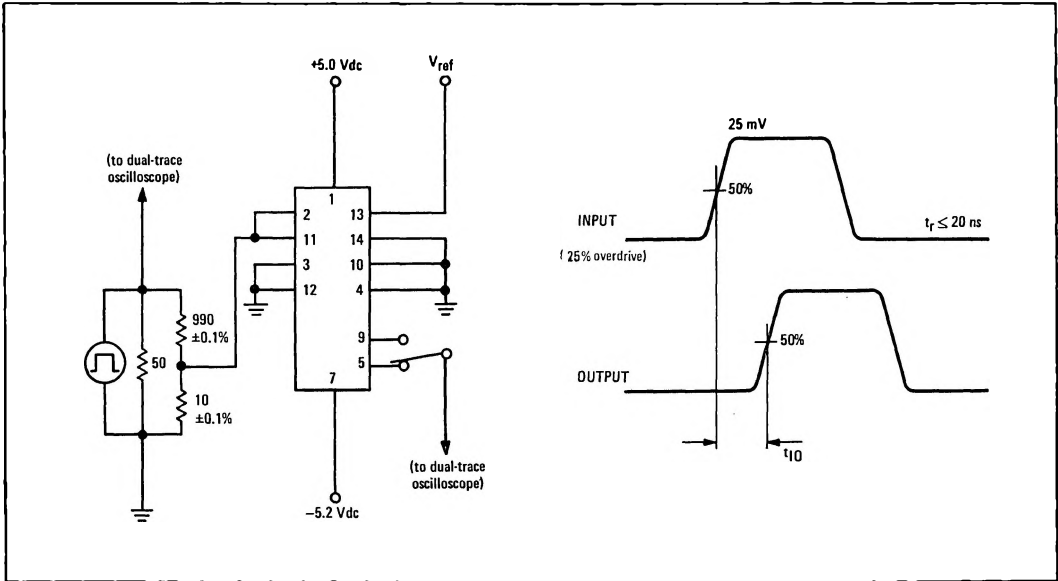 +5.0 Vdc
Vref
(to dual-trace
oscilloscope)
1
2
13
11
14
3
10
12
4
9
5
7
990
±0.1%
50
10
±0.1%
(to dual-trace
oscilloscope)
−5.2 Vdc
25 mV
50%
INPUT
tr ≤ 20 ns
( 25% overdrive)
50%
OUTPUT
tIO